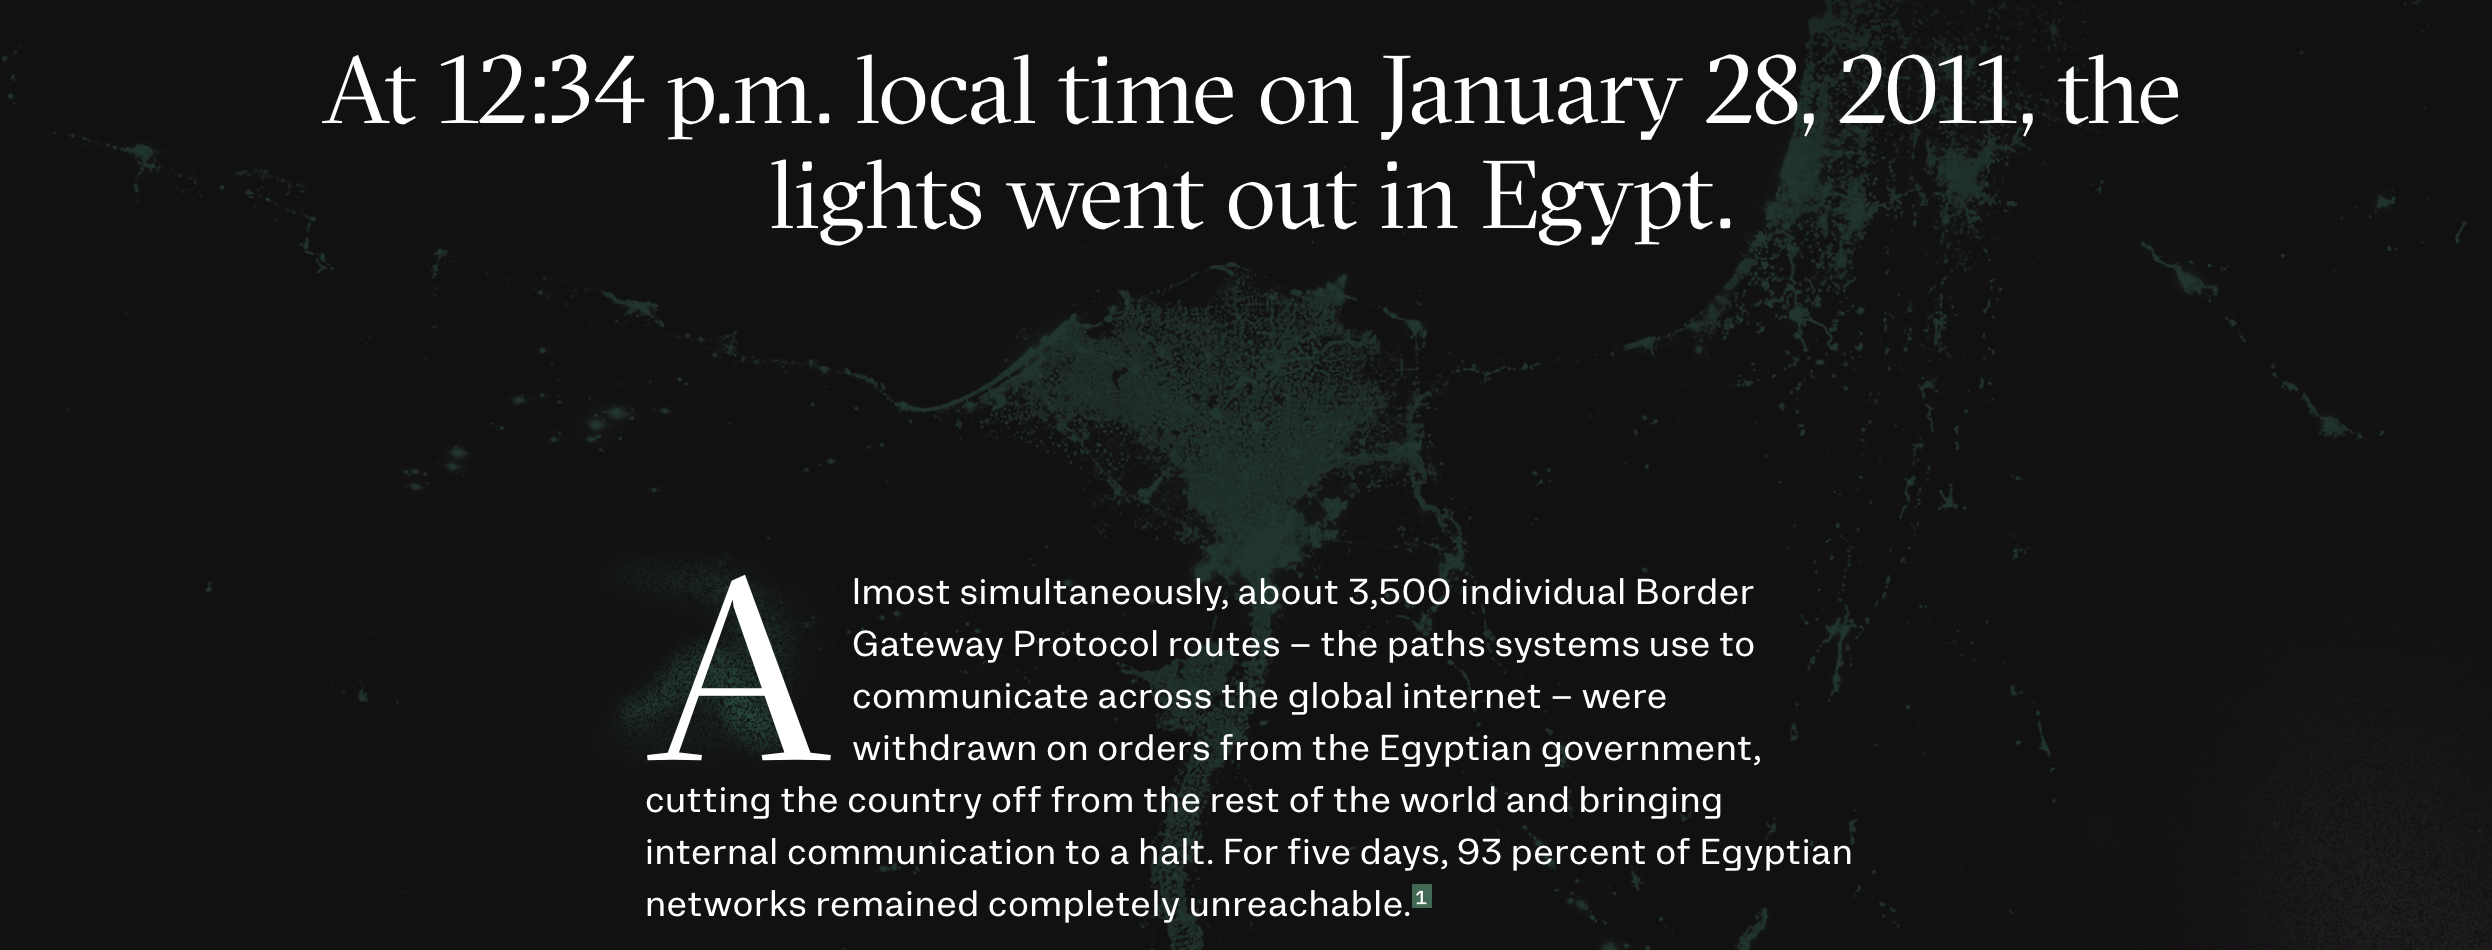 At 12:34 p.m. local time on January 28, 2011, the
lights went out in Egypt.
Almost simultaneously, about 3,500 individual Border
Gateway Protocol routes – the paths systems use to
communicate across the global internet – were
withdrawn on orders from the Egyptian government,
cutting the country off from the rest of the world and bringing
internal communication to a halt. For five days, 93 percent of Egyptian
networks remained completely unreachable.1